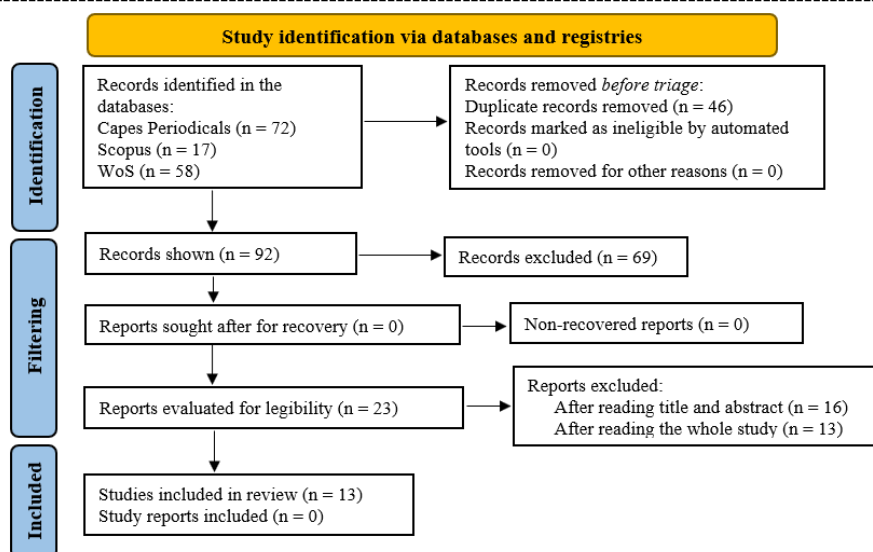 Study identification via databases and registries
Identification
Records identified in the
databases:
Capes Periodicals (n = 72)
Scopus (n = 17)
WoS (n = 58)
Records removed before triage:
Duplicate records removed (n = 46)
Records marked as ineligible by automated
tools (n = 0)
Records removed for other reasons (n = 0)
Filtering
Records shown (n = 92)
Records excluded (n = 69)
Reports sought after for recovery (n = 0)
Non-recovered reports (n = 0)
Reports evaluated for legibility (n = 23)
Reports excluded:
After reading title and abstract (n = 16)
After reading the whole study (n = 13)
Included
Studies included in review (n = 13)
Study reports included (n = 0)